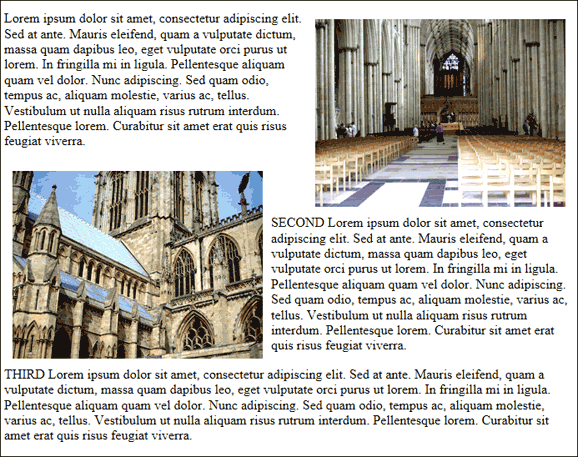 Lorem ipsum dolor sit amet, consectetur adipiscing elit.
Sed at ante. Mauris eleifend, quam a vulputate dictum,
massa quam dapibus leo, eget vulputate orci purus ut
lorem. In fringilla mi in ligula. Pellentesque aliquam
quam vel dolor. Nunc adipiscing. Sed quam odio,
tempus ac, aliquam molestie, varius ac, tellus.
Vestibulum ut nulla aliquam risus rutrum interdum.
Pellentesque lorem. Curabitur sit amet erat quis risus
feugiat viverra.
SECOND Lorem ipsum dolor sit amet, consectetur
adipiscing elit. Sed at ante. Mauris eleifend, quam a
vulputate dictum, massa quam dapibus leo, eget
vulputate orci purus ut lorem. In fringilla mi in ligula.
Pellentesque aliquam quam vel dolor. Nunc adipiscing.
Sed quam odio, tempus ac, aliquam molestie, varius ac,
tellus. Vestibulum ut nulla aliquam risus rutrum
interdum. Pellentesque lorem. Curabitur sit amet erat
quis risus feugiat viverra.
THIRD Lorem ipsum dolor sit amet, consectetur adipiscing elit. Sed at ante. Mauris eleifend, quam a
vulputate dictum, massa quam dapibus leo, eget vulputate orci purus ut lorem. In fringilla mi in ligula.
Pellentesque aliquam quam vel dolor. Nunc adipiscing. Sed quam odio, tempus ac, aliquam molestie,
varius ac, tellus. Vestibulum ut nulla aliquam risus rutrum interdum. Pellentesque lorem. Curabitur sit
amet erat quis risus feugiat viverra.